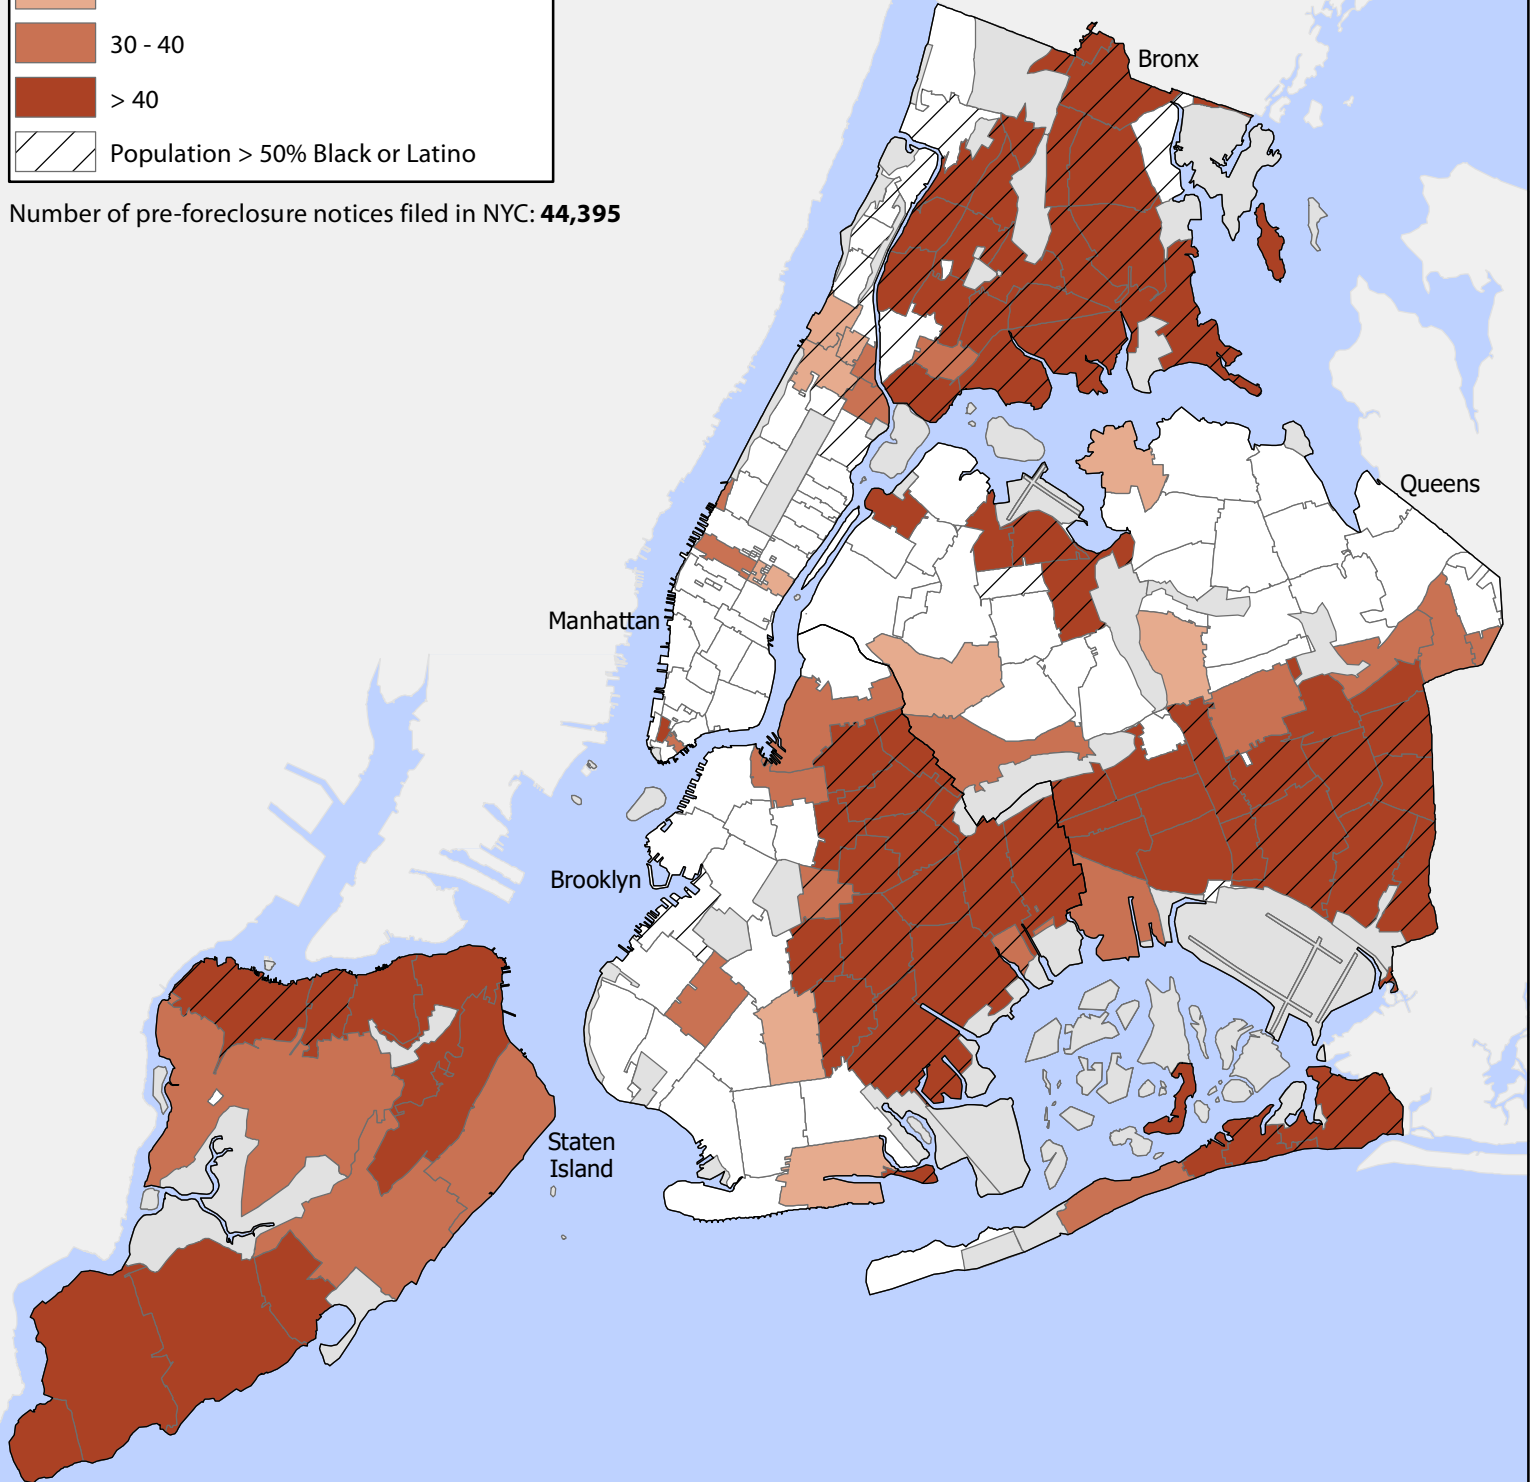 30 - 40
> 40
Population > 50% Black or Latino
Number of pre-foreclosure notices filed in NYC: 44,395
Bronx
Queens
Manhattan
Brooklyn
Staten
Island